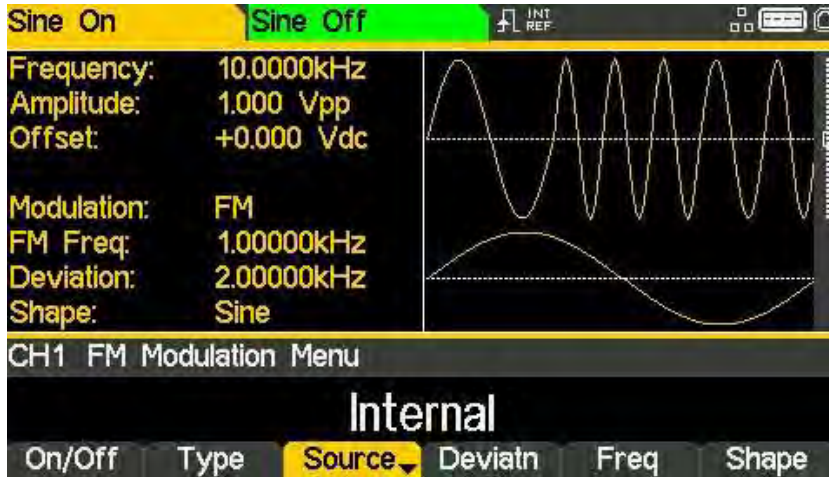 Sine On Sine Off INT REF
Frequency: 10.0000kHz
Amplitude: 1.000 Vpp
Offset: +0.000 Vdc
Modulation: FM
FM Freq: 1.00000kHz
Deviation: 2.00000kHz
Shape: Sine
CH1 FM Modulation Menu
Internal
On/Off Type Source Deviatn Freq Shape